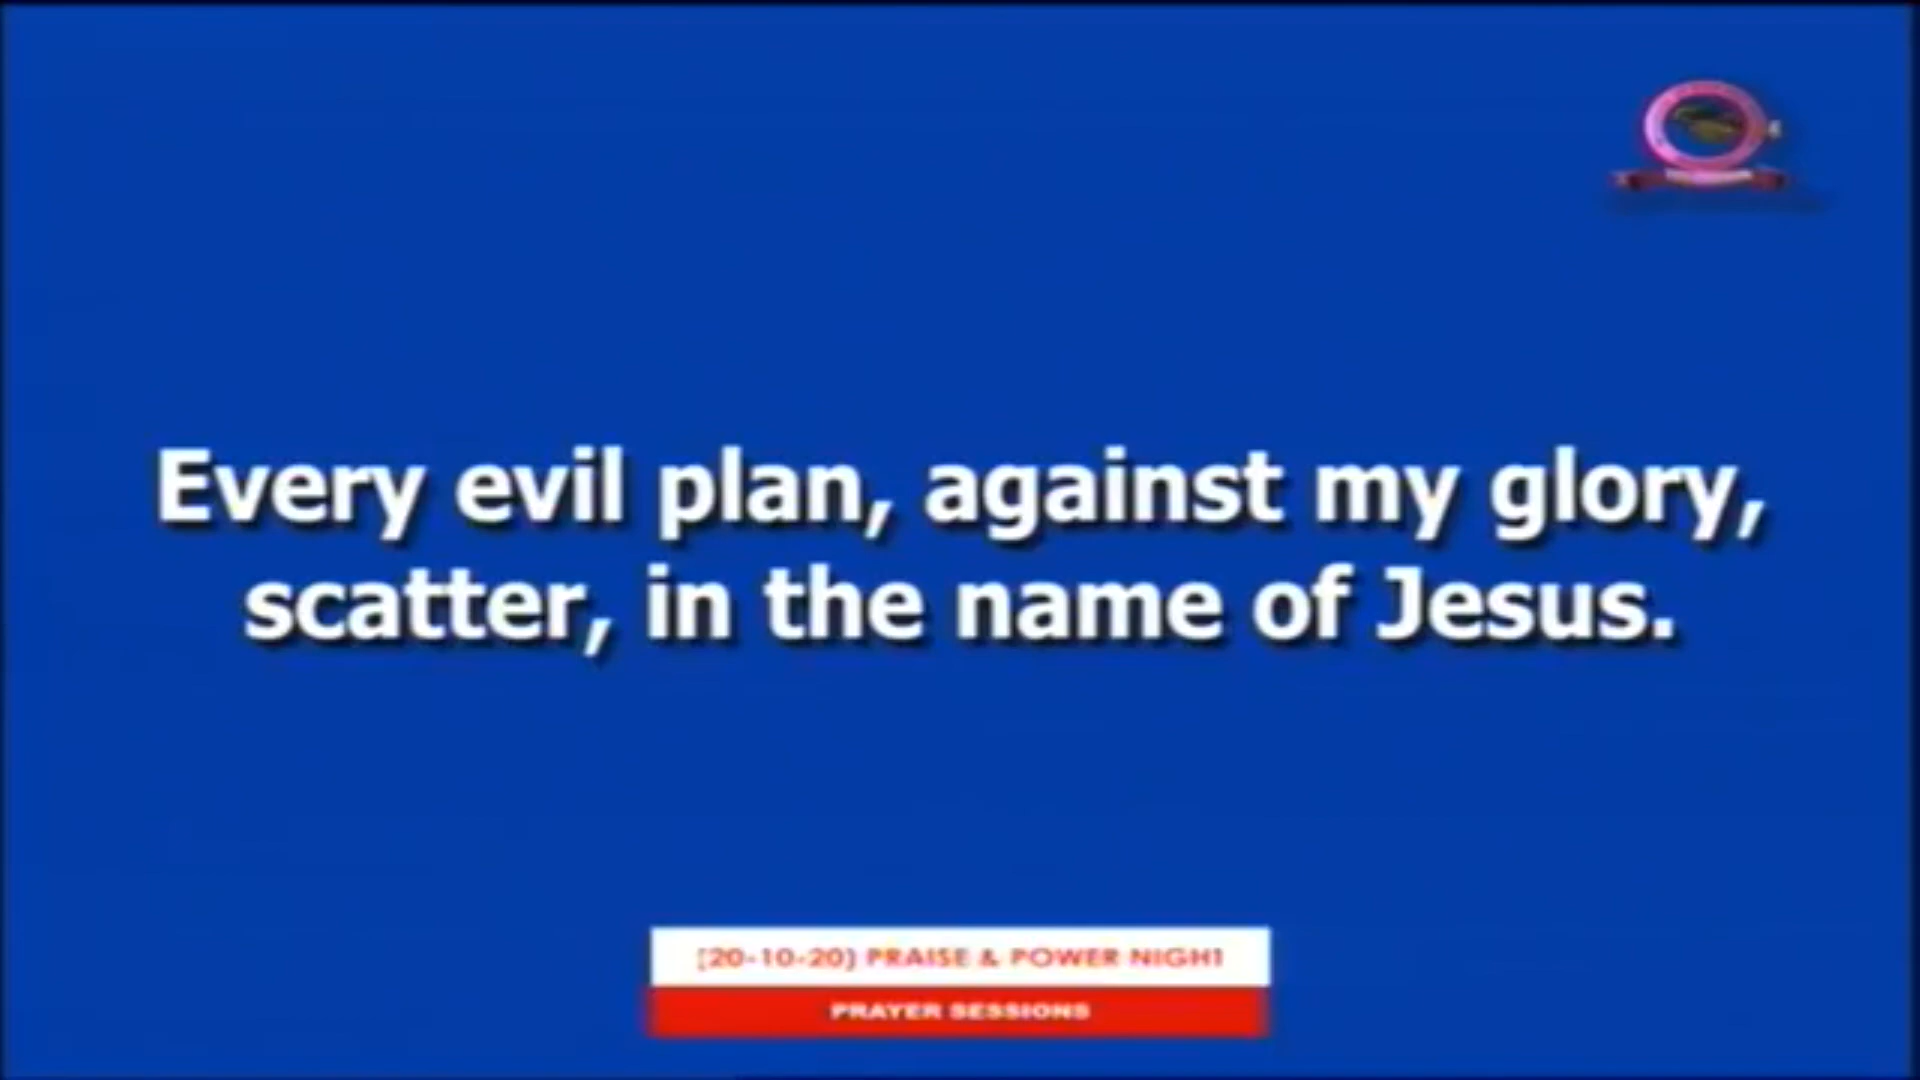 Every evil plan, against my glory,
scatter, in the name of Jesus.
[20-10-20] PRAISE & POWER NIGHT
PRAYER SESSIONS